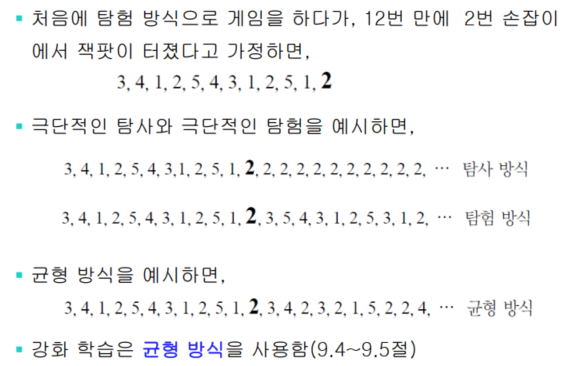 ▪ 처음에 탐험 방식으로 게임을 하다가, 12번 만에 2번 손잡이
에서 잭팟이 터졌다고 가정하면,
3, 4, 1, 2, 5, 4, 3, 1, 2, 5, 1, 2
▪ 극단적인 탐사와 극단적인 탐험을 예시하면,
3, 4, 1, 2, 5, 4, 3,1, 2, 5, 1, 2, 2, 2, 2, 2, 2, 2, 2, 2, 2, 2, ⋯ 탐사 방식
3, 4, 1, 2, 5, 4, 3, 1, 2, 5, 1, 2, 3, 5, 4, 3, 1, 2, 5, 3, 1, 2, ⋯ 탐험 방식
▪ 균형 방식을 예시하면,
3, 4, 1, 2, 5, 4, 3, 1, 2, 5, 1, 2, 3, 4, 2, 3, 2, 1, 5, 2, 2, 4, ⋯ 균형 방식
▪ 강화 학습은 균형 방식을 사용함(9.4~9.5절)